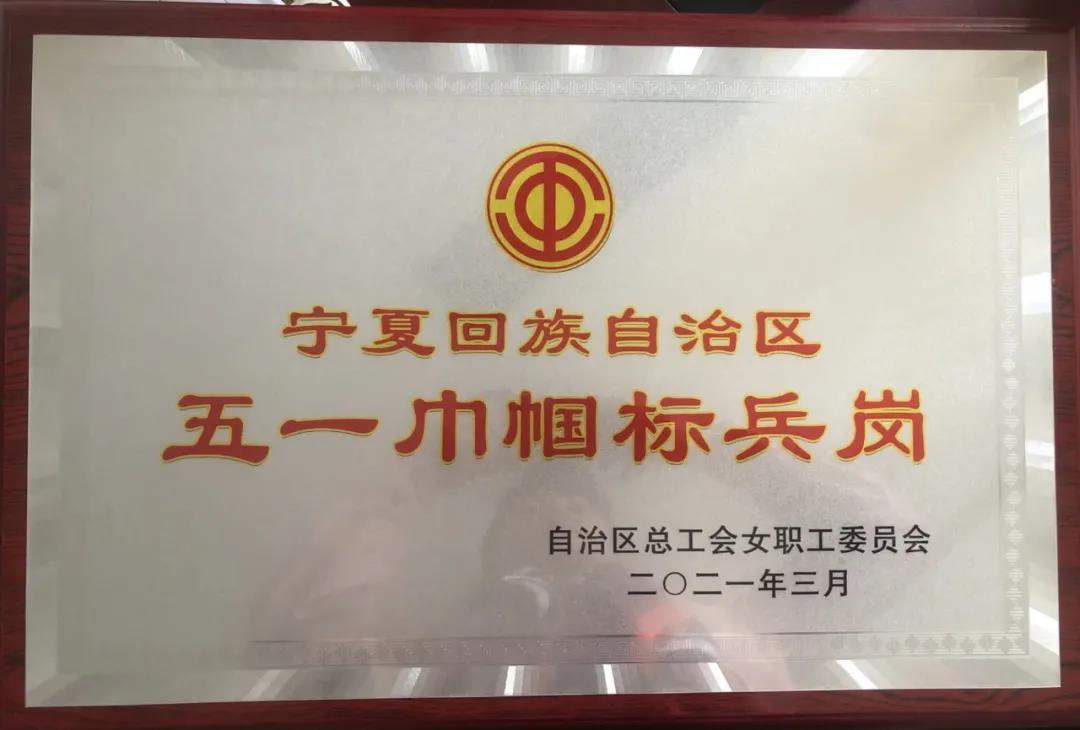 宁夏回族自治区
五一巾帼标兵岗
自治区总工会女职工委员会
二〇二一年三月